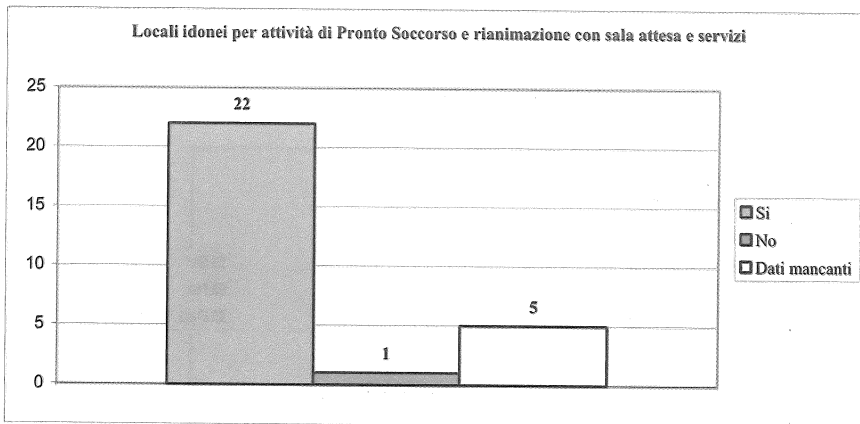 Locali idonei per attività di Pronto Soccorso e rianimazione con sala attesa e servizi
25
22
20
15
Si
No
10
Dati mancanti
5
5
1
0